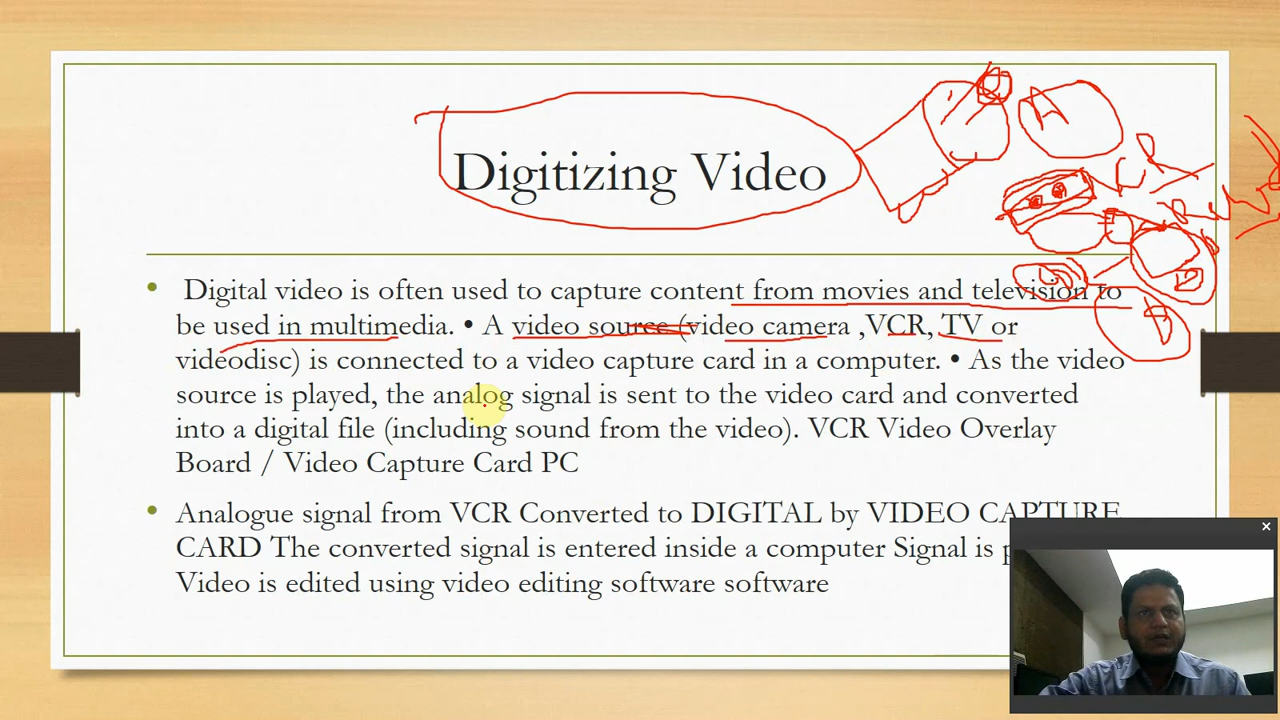 Digitizing Video
• Digital video is often used to capture content from movies and television to
be used in multimedia. • A video source (video camera ,VCR, TV or
videodisc) is connected to a video capture card in a computer. • As the video
source is played, the analog signal is sent to the video card and converted
into a digital file (including sound from the video). VCR Video Overlay
Board / Video Capture Card PC
• Analogue signal from VCR Converted to DIGITAL by VIDEO CAPTURE
CARD The converted signal is entered inside a computer Signal is
Video is edited using video editing software software